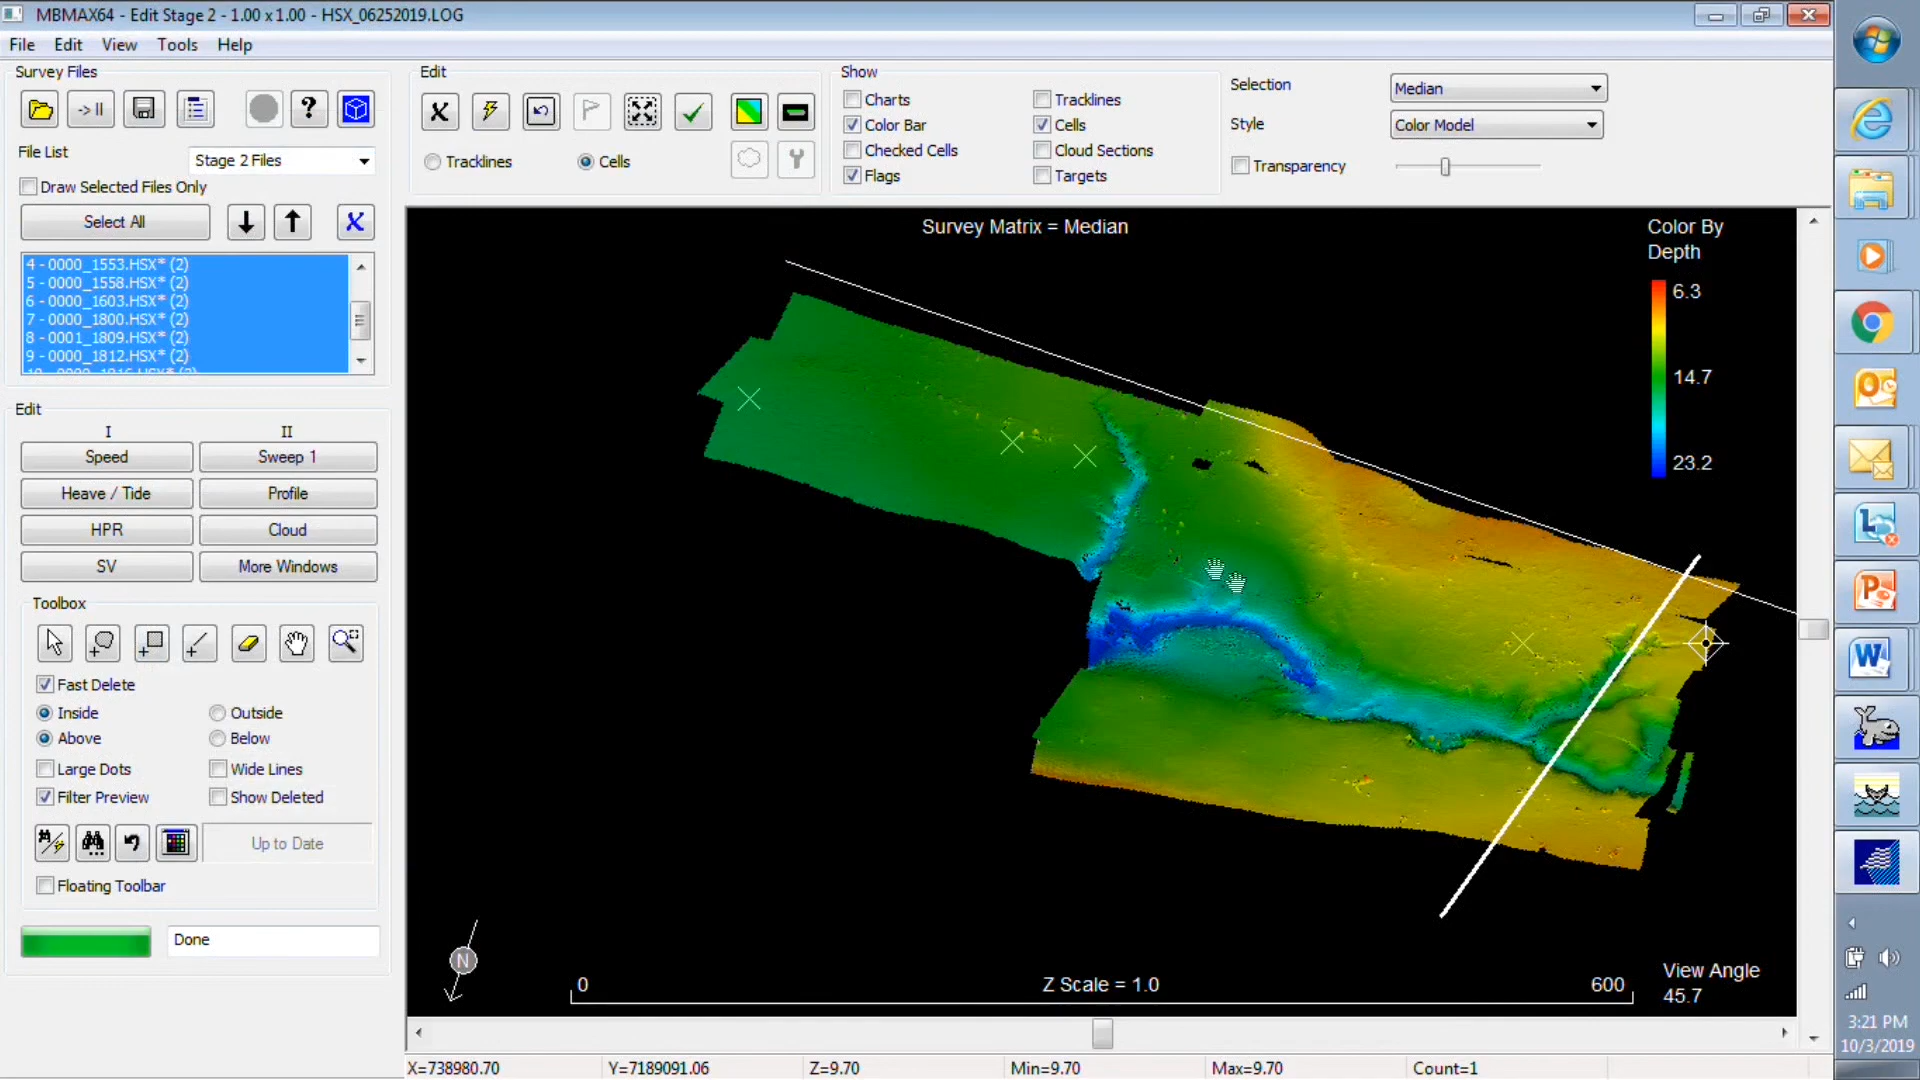 MBMAX64 - Edit Stage 2 - 1.00 x 1.00 - HSX_06252019.LOG
File Edit View Tools Help
Survey Files
-> II
?
File List
Stage 2 Files
Draw Selected Files Only
Select All
X
4 - 0000_1553.HSX* (2)
5 - 0000_1558.HSX* (2)
6 - 0000_1603.HSX* (2)
7 - 0000_1800.HSX* (2)
8 - 0001_1809.HSX* (2)
9 - 0000_1812.HSX* (2)
Edit
I II
Speed Sweep 1
Heave / Tide Profile
HPR Cloud
SV More Windows
Toolbox
Fast Delete
Inside Outside
Above Below
Large Dots Wide Lines
Filter Preview Show Deleted
Up to Date
Floating Toolbar
Done
Edit
X
Tracklines Cells
Show
Charts Tracklines
Color Bar Cells
Checked Cells Cloud Sections
Flags Targets
Selection Median
Style Color Model
Transparency
Survey Matrix = Median
Color By
Depth
6.3
14.7
23.2
N
0 Z Scale = 1.0 600
View Angle
45.7
X=738980.70 Y=7189091.06 Z=9.70 Min=9.70 Max=9.70 Count=1
3:21 PM
10/3/2019